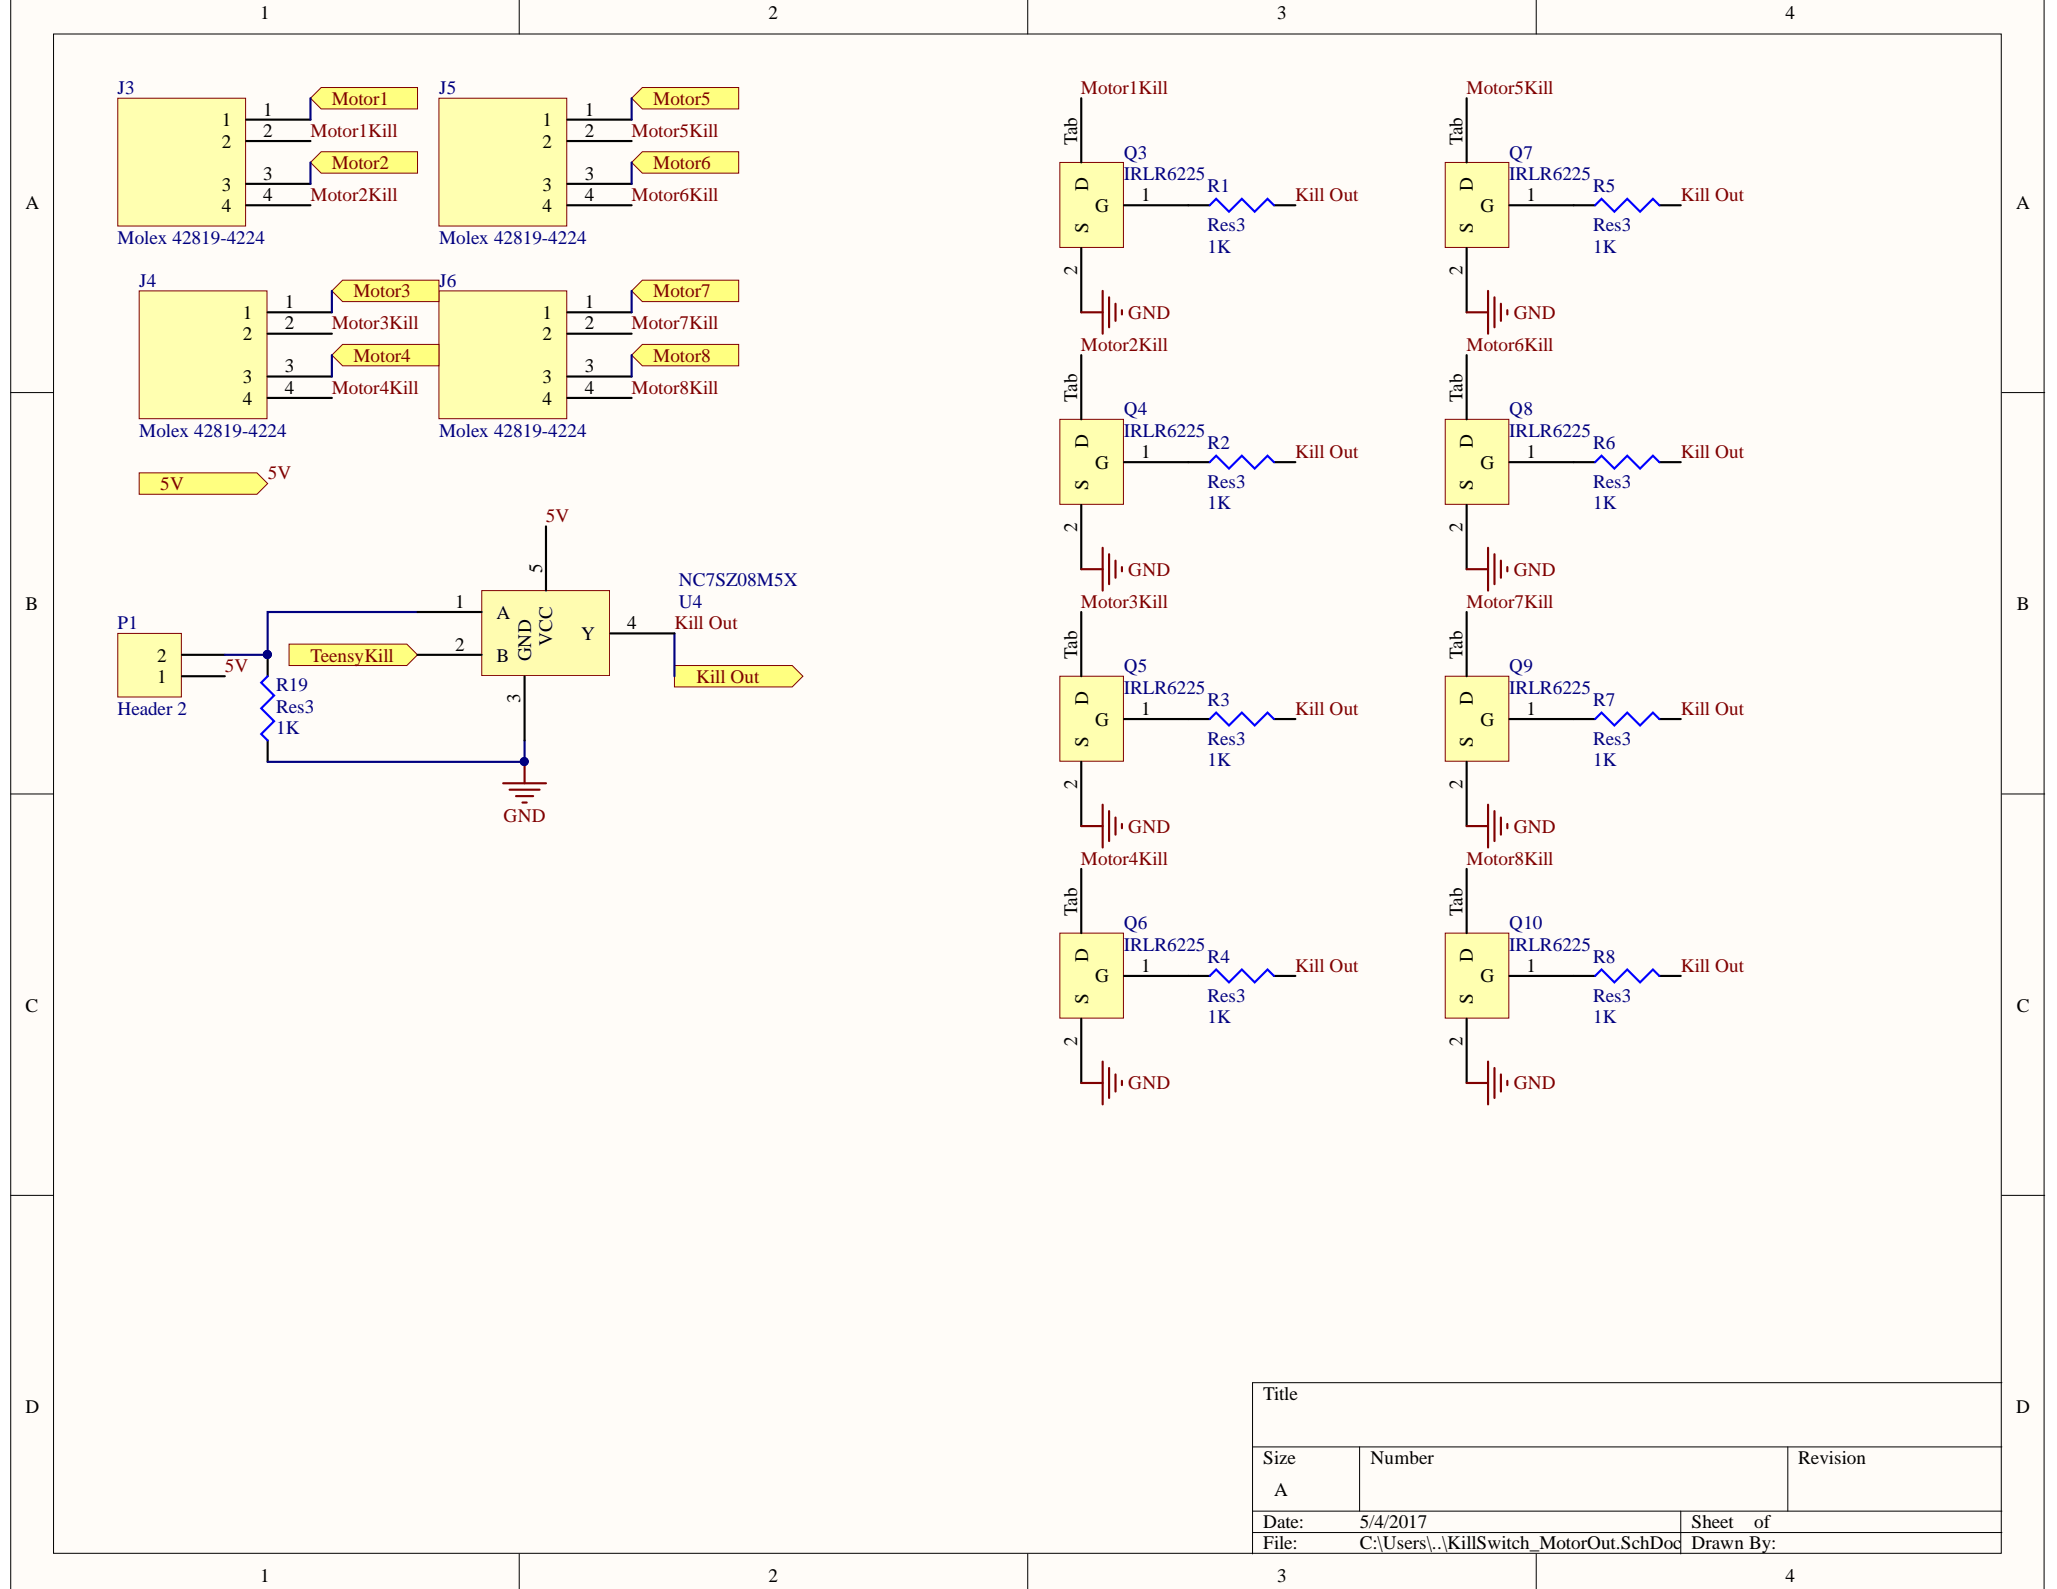 1 2 3 4
A
B
C
D
A
B
C
D
J3
1 1 Motor1
2 2 Motor1Kill
3 3 Motor2
4 4 Motor2Kill
Molex 42819-4224
J5
1 1 Motor5
2 2 Motor5Kill
3 3 Motor6
4 4 Motor6Kill
Molex 42819-4224
J4
1 1 Motor3
2 2 Motor3Kill
3 3 Motor4
4 4 Motor4Kill
Molex 42819-4224
J6
1 1 Motor7
2 2 Motor7Kill
3 3 Motor8
4 4 Motor8Kill
Molex 42819-4224
5V 5V
5V
5
NC7SZ08M5X
U4
Kill Out
1 A
2 B
GND
VCC
Y 4
3
TeensyKill
Kill Out
P1
2
1 5V
Header 2
R19
Res3
1K
GND
Motor1Kill
Tab
Q3
IRLR6225
D
G
S
1
R1
Kill Out
Res3
1K
2
GND
Motor2Kill
Tab
Q4
IRLR6225
D
G
S
1
R2
Kill Out
Res3
1K
2
GND
Motor3Kill
Tab
Q5
IRLR6225
D
G
S
1
R3
Kill Out
Res3
1K
2
GND
Motor4Kill
Tab
Q6
IRLR6225
D
G
S
1
R4
Kill Out
Res3
1K
2
GND
Motor5Kill
Tab
Q7
IRLR6225
D
G
S
1
R5
Kill Out
Res3
1K
2
GND
Motor6Kill
Tab
Q8
IRLR6225
D
G
S
1
R6
Kill Out
Res3
1K
2
GND
Motor7Kill
Tab
Q9
IRLR6225
D
G
S
1
R7
Kill Out
Res3
1K
2
GND
Motor8Kill
Tab
Q10
IRLR6225
D
G
S
1
R8
Kill Out
Res3
1K
2
GND
Title
Size Number Revision
A
Date: 5/4/2017 Sheet of
File: C:\Users\..\KillSwitch_MotorOut.SchDoc Drawn By:
1 2 3 4